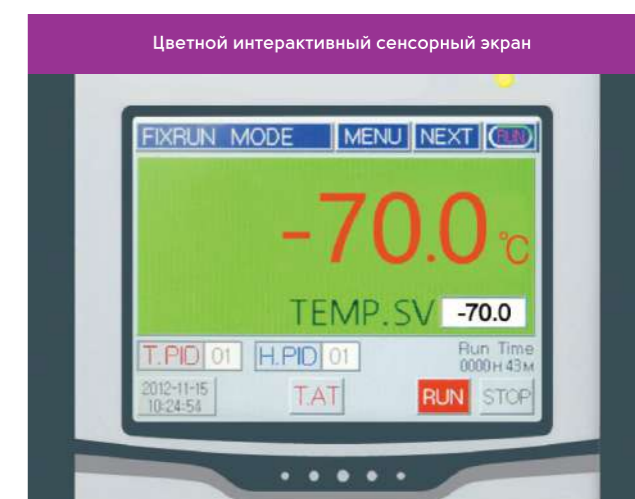 Цветной интерактивный сенсорный экран
FIXRUN MODE MENU NEXT RUN
-70.0 °C
TEMP.SV -70.0
T.PID 01 H.PID 01 Run Time
0000H 43M
2012-11-15
10:24:54
T.AT RUN STOP